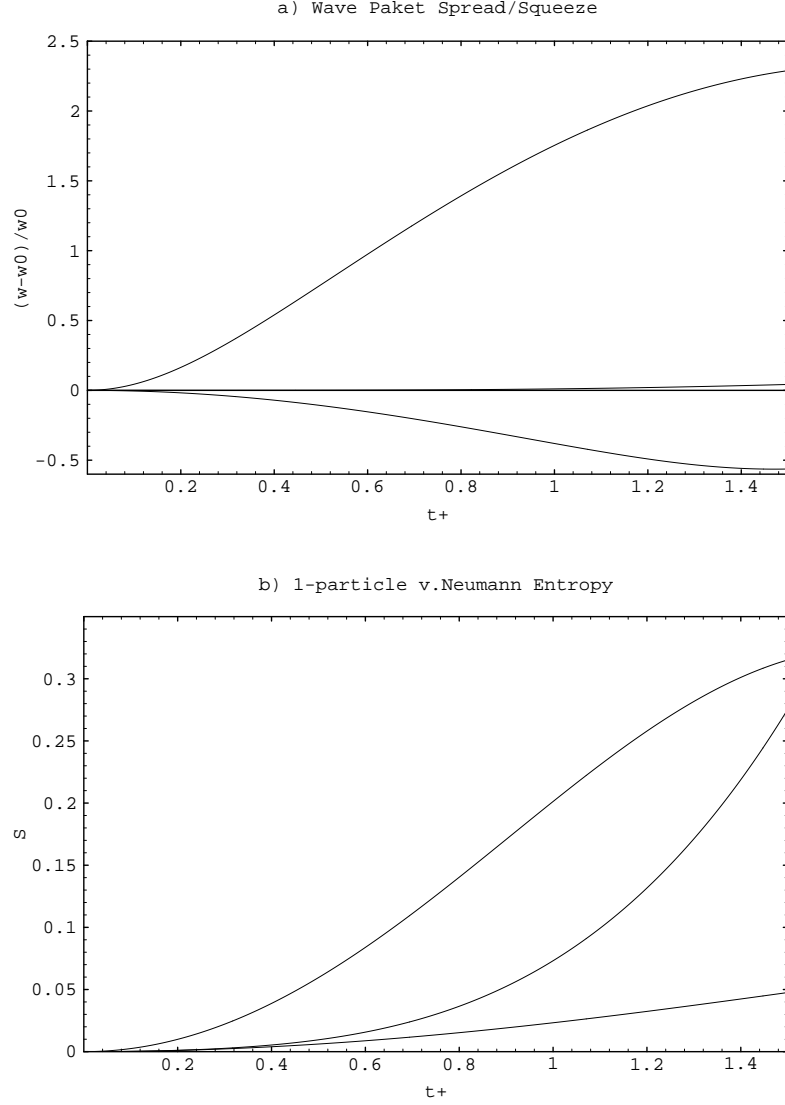 a) Wave Paket Spread/Squeeze
2.5
2
1.5
1
0.5
0
-0.5
(w-w0)/w0
0.2 0.4 0.6 0.8 1 1.2 1.4
t+
b) 1-particle v.Neumann Entropy
0.3
0.25
0.2
0.15
0.1
0.05
0
S
0.2 0.4 0.6 0.8 1 1.2 1.4
t+